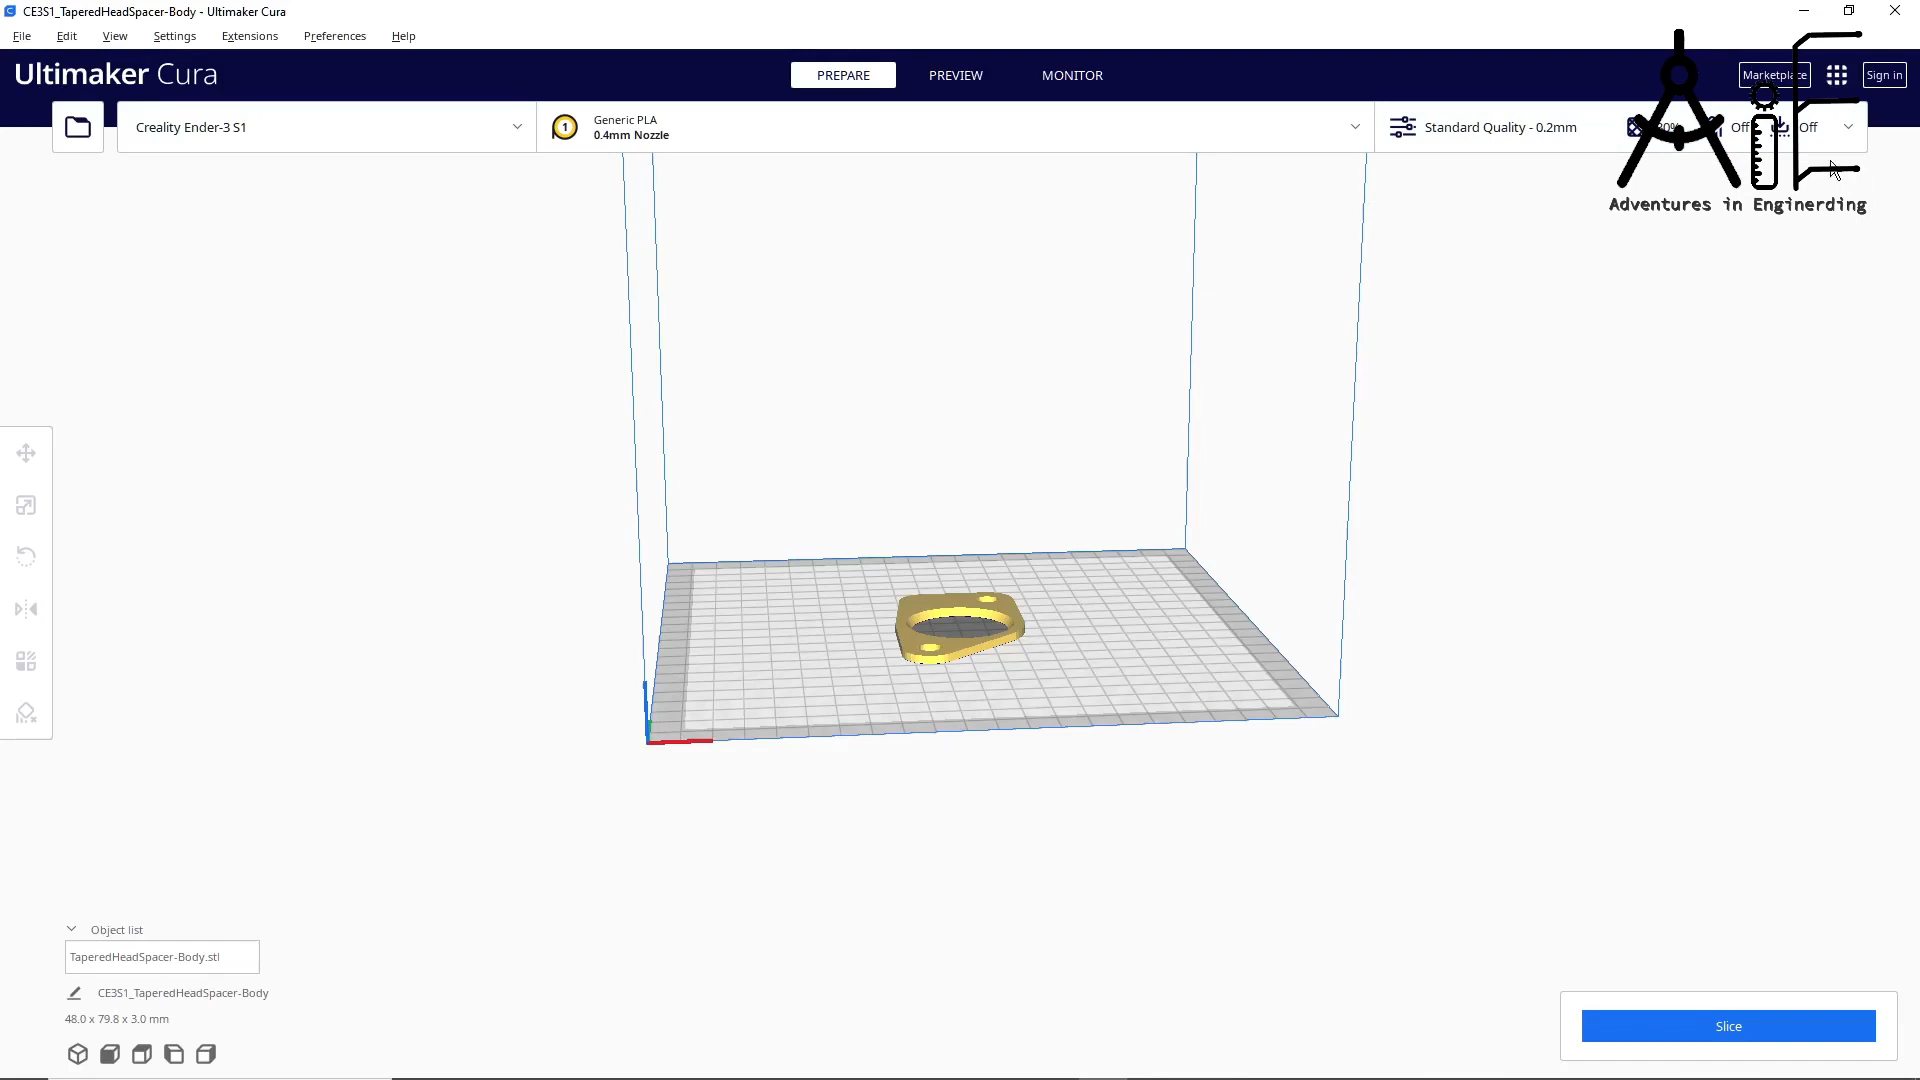 CE3S1_TaperedHeadSpacer-Body - Ultimaker Cura
File Edit View Settings Extensions Preferences Help
Ultimaker Cura
PREPARE PREVIEW MONITOR
Marketplace
Sign in
Creality Ender-3 S1
1
Generic PLA
0.4mm Nozzle
Standard Quality - 0.2mm
Off
Off
AiE
Adventures in Enginerding
Object list
TaperedHeadSpacer-Body.stl
CE3S1_TaperedHeadSpacer-Body
48.0 x 79.8 x 3.0 mm
Slice